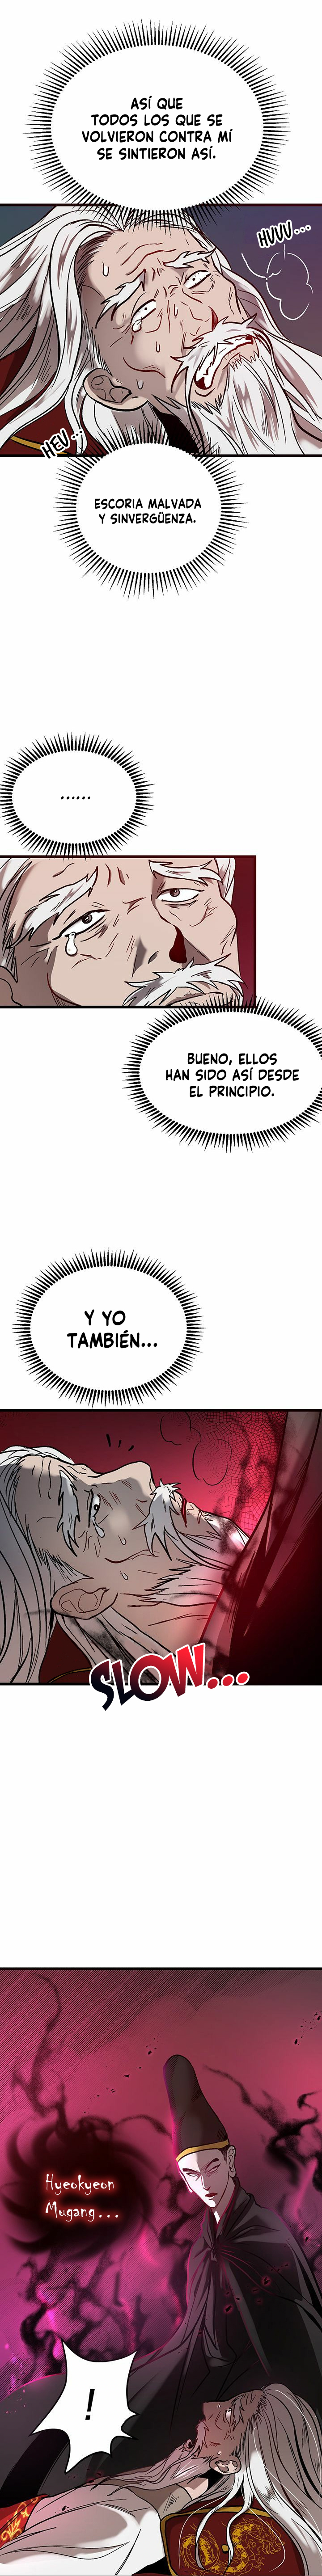 ASÍ QUE
TODOS LOS QUE SE
VOLVIERON CONTRA MÍ
SE SINTIERON ASÍ.
HUU...
HEU...
ESCORIA MALVADA
Y SINVERGÜENZA.
......
BUENO, ELLOS
HAN SIDO ASÍ DESDE
EL PRINCIPIO.
Y YO
TAMBIÉN...
SLOW...
Hyeokyeon
Mugang...
!